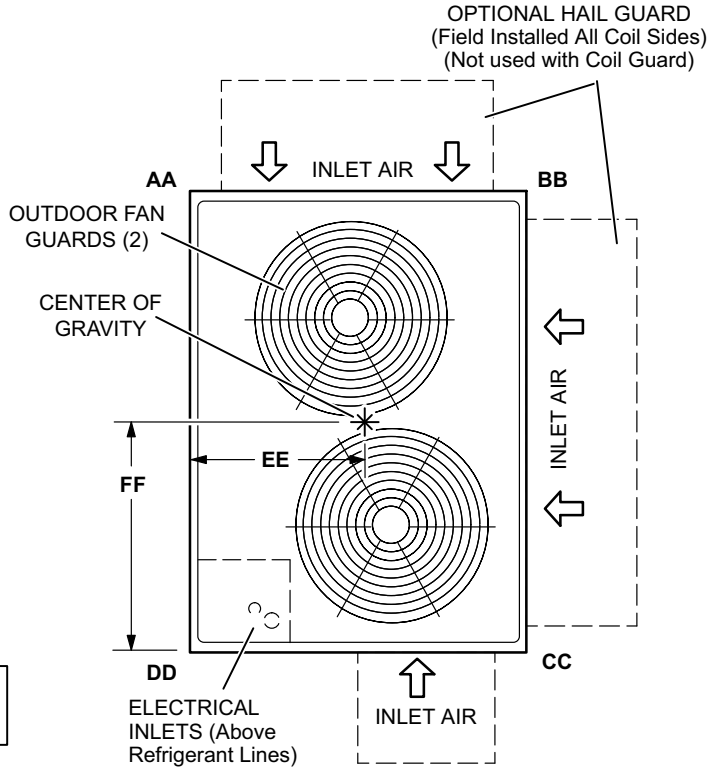 OPTIONAL HAIL GUARD
(Field Installed All Coil Sides)
(Not used with Coil Guard)
INLET AIR
AA
BB
OUTDOOR FAN
GUARDS (2)
CENTER OF
GRAVITY
INLET AIR
EE
FF
DD
CC
ELECTRICAL
INLETS (Above
Refrigerant Lines)
INLET AIR